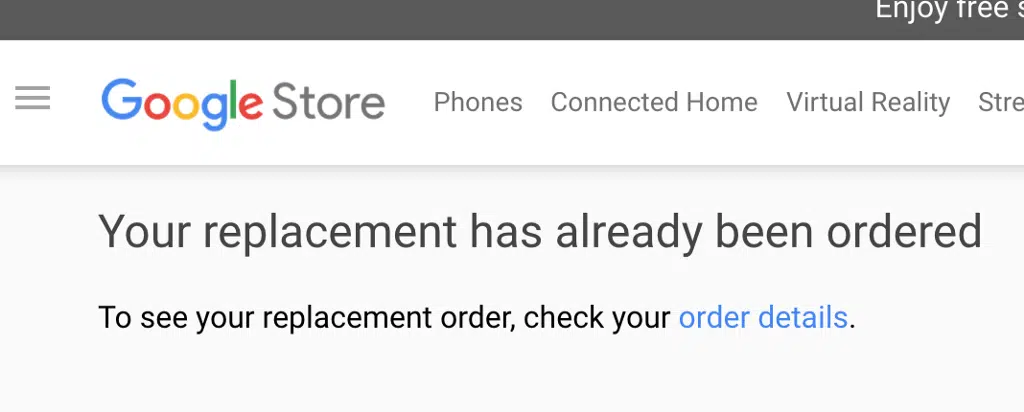 Enjoy free
Google Store Phones Connected Home Virtual Reality Stre
Your replacement has already been ordered
To see your replacement order, check your order details.